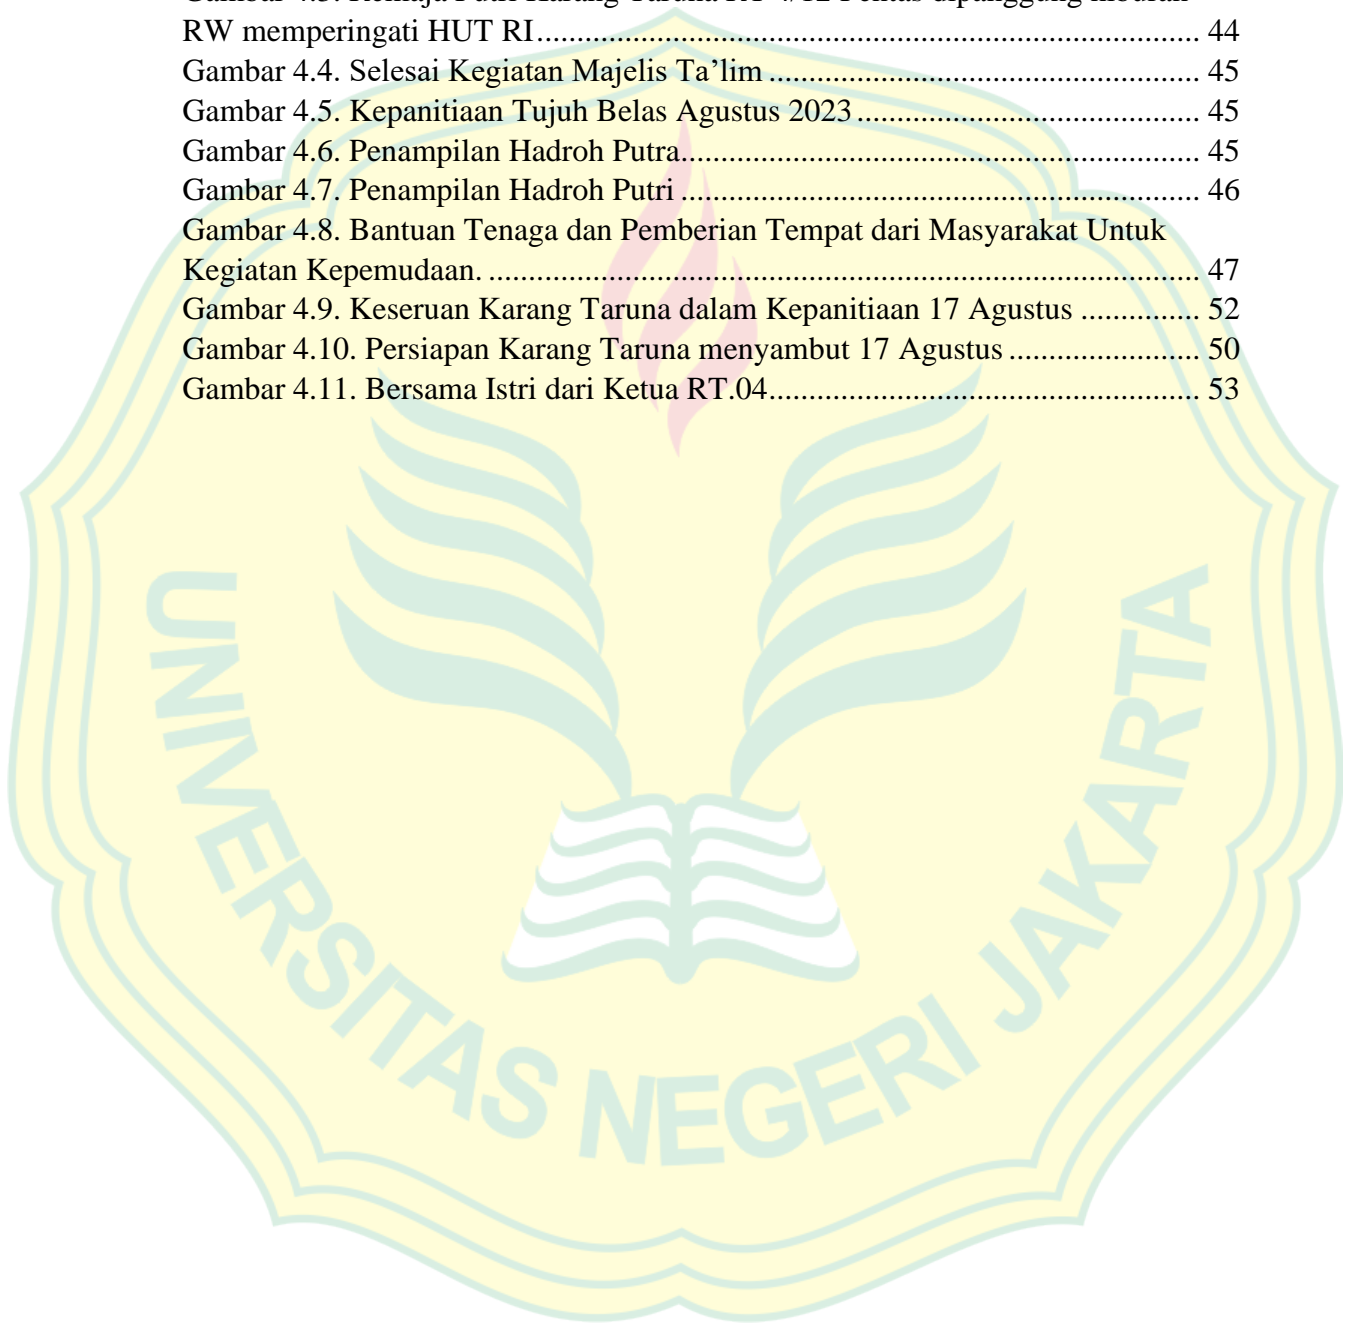 RW memperingati HUT RI........................................................................................ 44
Gambar 4.4. Selesai Kegiatan Majelis Ta’lim ........................................................ 45
Gambar 4.5. Kepanitiaan Tujuh Belas Agustus 2023 ............................................. 45
Gambar 4.6. Penampilan Hadroh Putra................................................................... 45
Gambar 4.7. Penampilan Hadroh Putri ................................................................... 46
Gambar 4.8. Bantuan Tenaga dan Pemberian Tempat dari Masyarakat Untuk
Kegiatan Kepemudaan. ............................................................................................ 47
Gambar 4.9. Keseruan Karang Taruna dalam Kepanitiaan 17 Agustus ............... 52
Gambar 4.10. Persiapan Karang Taruna menyambut 17 Agustus ......................... 50
Gambar 4.11. Bersama Istri dari Ketua RT.04........................................................ 53
UNIVERSITAS NEGERI JAKARTA